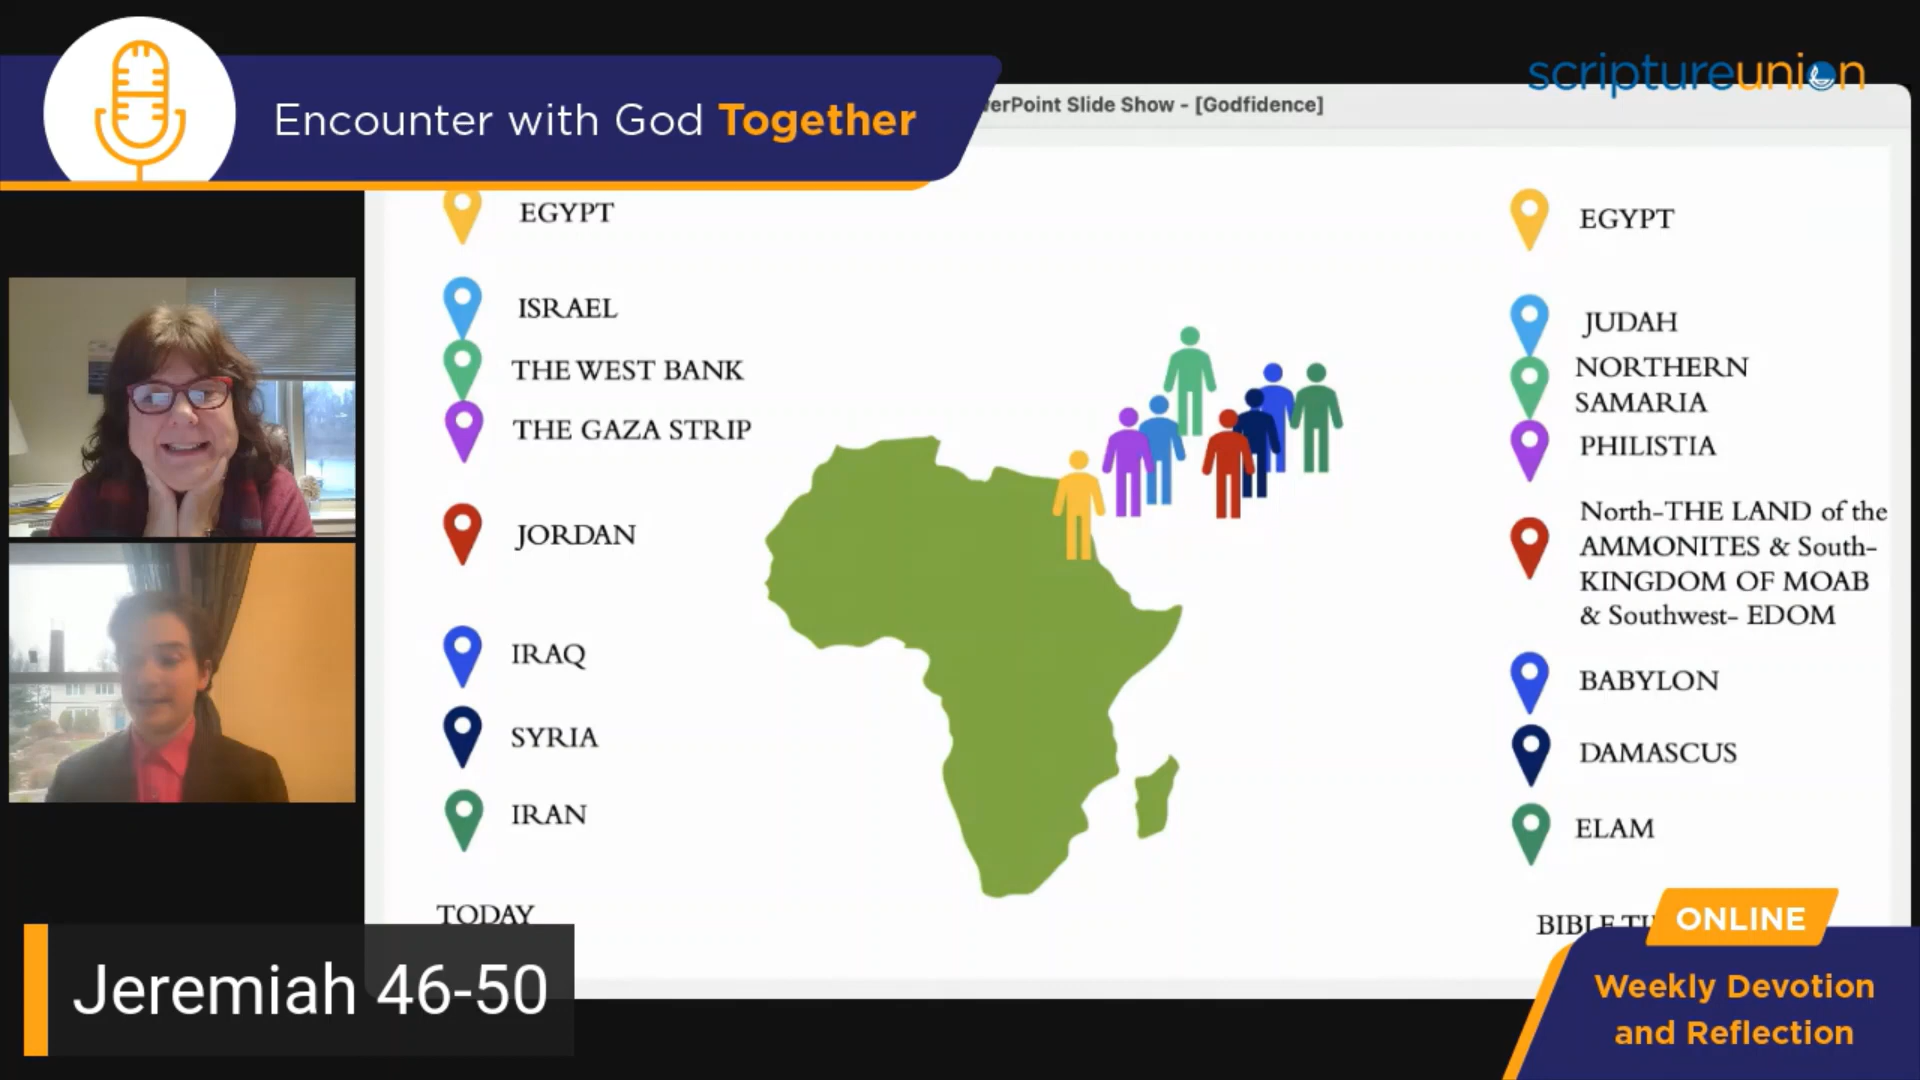 Encounter with God Together
erPoint Slide Show - [Godfidence]
scriptureunion
EGYPT
ISRAEL
THE WEST BANK
THE GAZA STRIP
JORDAN
IRAQ
SYRIA
IRAN
TODAY
EGYPT
JUDAH
NORTHERN
SAMARIA
PHILISTIA
North-THE LAND of the
AMMONITES & South-
KINGDOM OF MOAB
& Southwest- EDOM
BABYLON
DAMASCUS
ELAM
BIBLE
Jeremiah 46-50
ONLINE
Weekly Devotion
and Reflection